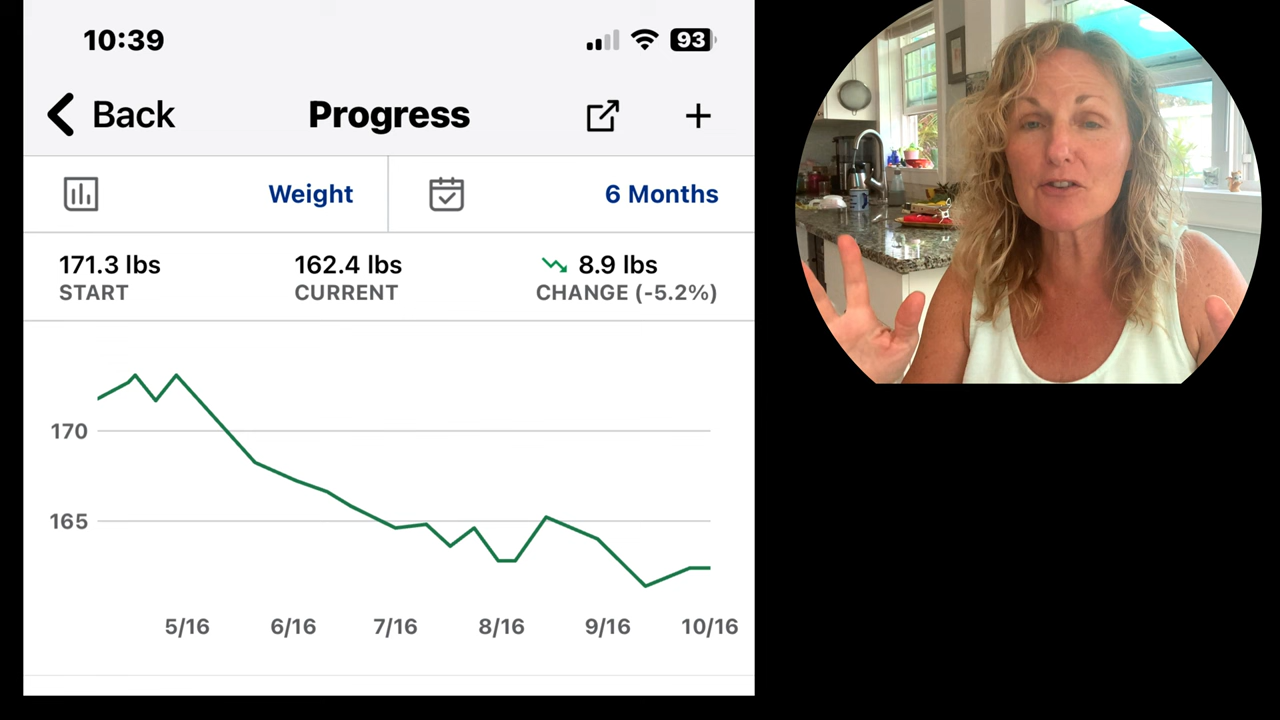 10:39
93
Back
Progress
Weight
6 Months
171.3 lbs
START
162.4 lbs
CURRENT
8.9 lbs
CHANGE (-5.2%)
170
165
5/16
6/16
7/16
8/16
9/16
10/16